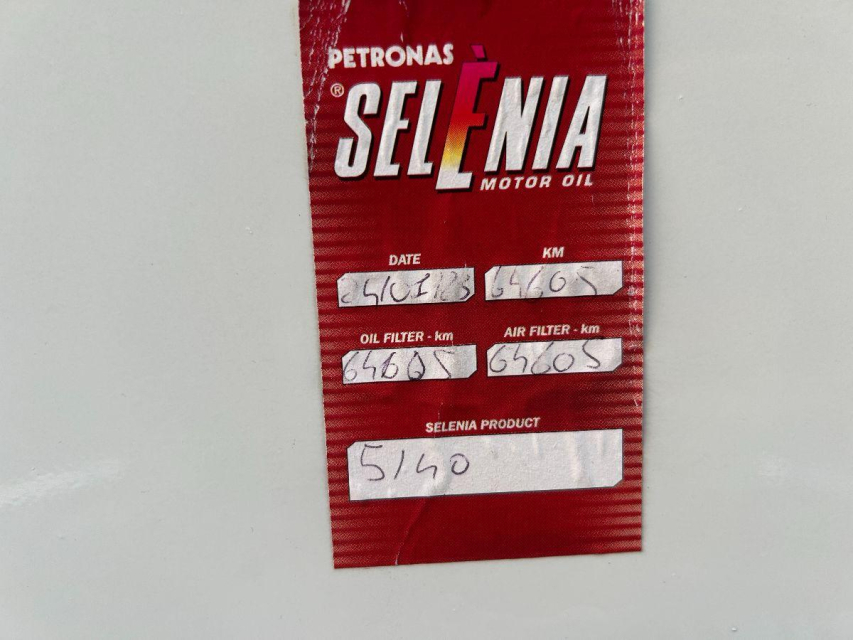 PETRONAS
® SELÈNIA
MOTOR OIL
DATE KM
24/01/23 64605
OIL FILTER - km AIR FILTER - km
64605 64605
SELENIA PRODUCT
5/40